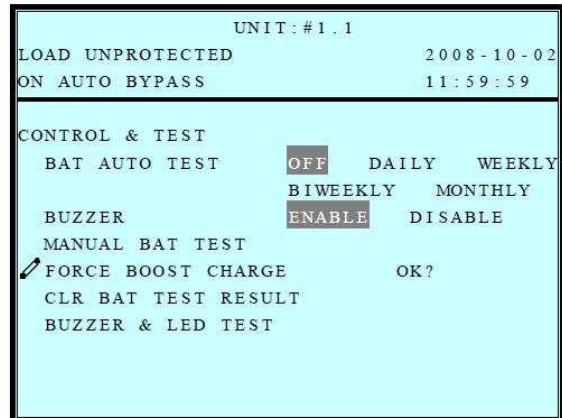 UNIT:#1.1
LOAD UNPROTECTED 2008-10-02
ON AUTO BYPASS 11:59:59
CONTROL & TEST
BAT AUTO TEST OFF DAILY WEEKLY
BIWEEKLY MONTHLY
BUZZER ENABLE DISABLE
MANUAL BAT TEST
FORCE BOOST CHARGE OK?
CLR BAT TEST RESULT
BUZZER & LED TEST